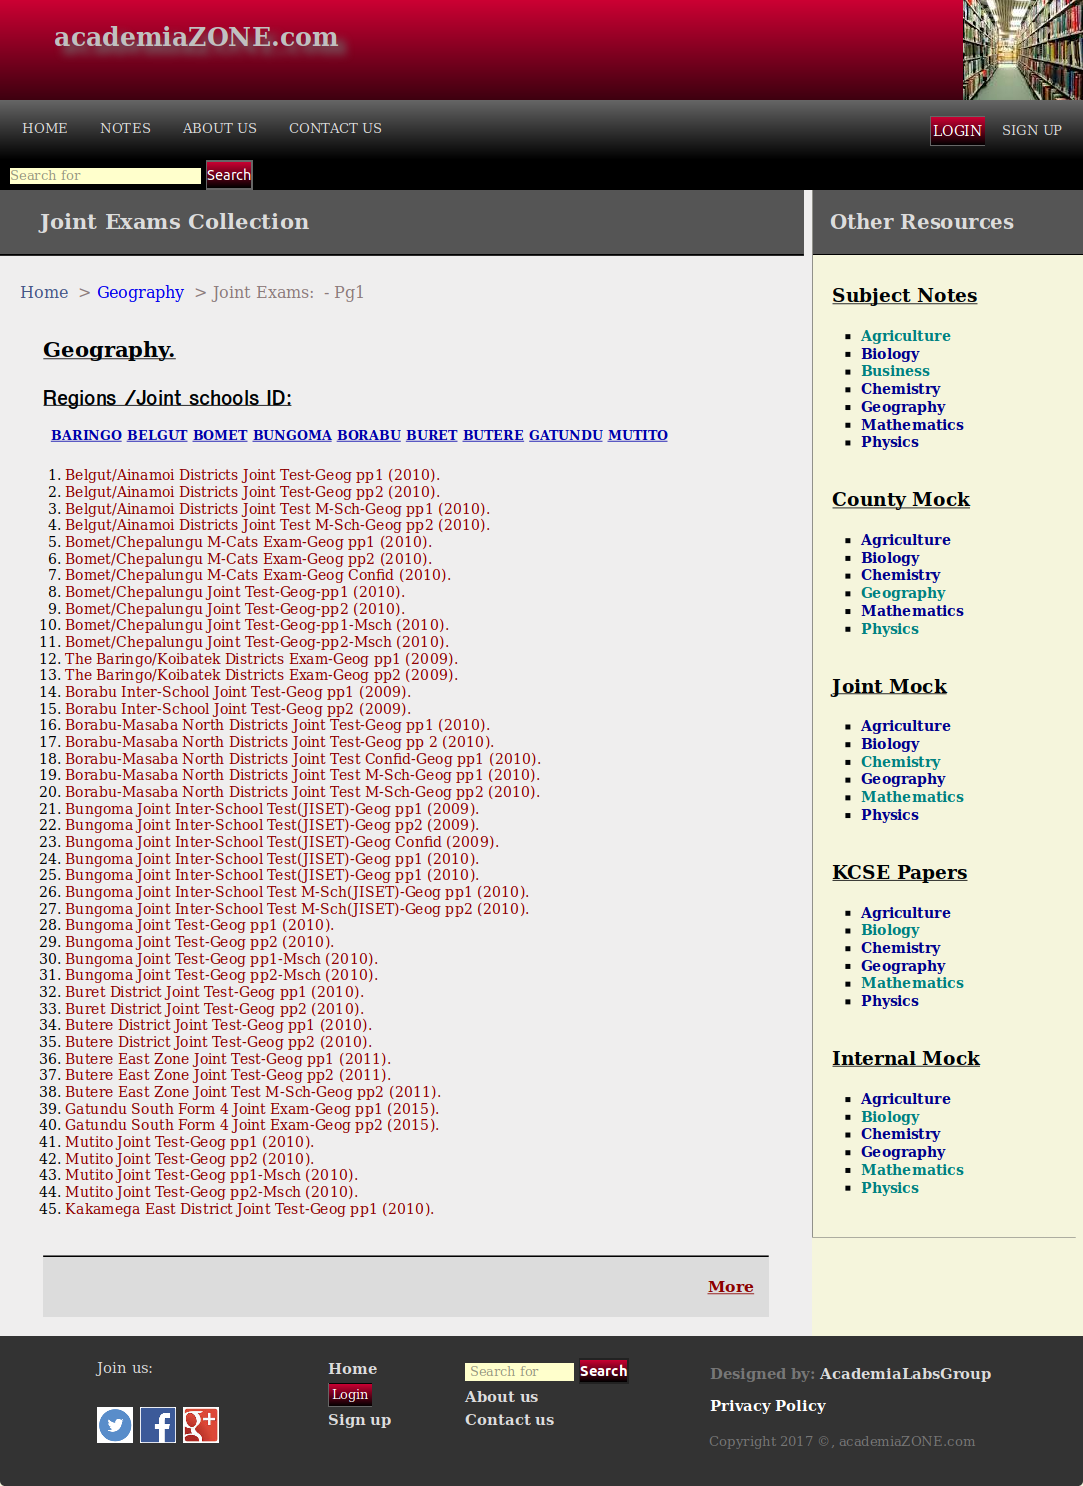 academiaZONE.com
HOME NOTES ABOUT US CONTACT US LOGIN SIGN UP
Search for Search
Joint Exams Collection
Home > Geography > Joint Exams: - Pg1
Geography.
Regions /Joint schools ID:
BARINGO BELGUT BOMET BUNGOMA BORABU BURET BUTERE GATUNDU MUTITO
1. Belgut/Ainamoi Districts Joint Test-Geog pp1 (2010).
2. Belgut/Ainamoi Districts Joint Test-Geog pp2 (2010).
3. Belgut/Ainamoi Districts Joint Test M-Sch-Geog pp1 (2010).
4. Belgut/Ainamoi Districts Joint Test M-Sch-Geog pp2 (2010).
5. Bomet/Chepalungu M-Cats Exam-Geog pp1 (2010).
6. Bomet/Chepalungu M-Cats Exam-Geog pp2 (2010).
7. Bomet/Chepalungu M-Cats Exam-Geog Confid (2010).
8. Bomet/Chepalungu Joint Test-Geog-pp1 (2010).
9. Bomet/Chepalungu Joint Test-Geog-pp2 (2010).
10. Bomet/Chepalungu Joint Test-Geog-pp1-Msch (2010).
11. Bomet/Chepalungu Joint Test-Geog-pp2-Msch (2010).
12. The Baringo/Koibatek Districts Exam-Geog pp1 (2009).
13. The Baringo/Koibatek Districts Exam-Geog pp2 (2009).
14. Borabu Inter-School Joint Test-Geog pp1 (2009).
15. Borabu Inter-School Joint Test-Geog pp2 (2009).
16. Borabu-Masaba North Districts Joint Test-Geog pp1 (2010).
17. Borabu-Masaba North Districts Joint Test-Geog pp 2 (2010).
18. Borabu-Masaba North Districts Joint Test Confid-Geog pp1 (2010).
19. Borabu-Masaba North Districts Joint Test M-Sch-Geog pp1 (2010).
20. Borabu-Masaba North Districts Joint Test M-Sch-Geog pp2 (2010).
21. Bungoma Joint Inter-School Test(JISET)-Geog pp1 (2009).
22. Bungoma Joint Inter-School Test(JISET)-Geog pp2 (2009).
23. Bungoma Joint Inter-School Test(JISET)-Geog Confid (2009).
24. Bungoma Joint Inter-School Test(JISET)-Geog pp1 (2010).
25. Bungoma Joint Inter-School Test(JISET)-Geog pp1 (2010).
26. Bungoma Joint Inter-School Test M-Sch(JISET)-Geog pp1 (2010).
27. Bungoma Joint Inter-School Test M-Sch(JISET)-Geog pp2 (2010).
28. Bungoma Joint Test-Geog pp1 (2010).
29. Bungoma Joint Test-Geog pp2 (2010).
30. Bungoma Joint Test-Geog pp1-Msch (2010).
31. Bungoma Joint Test-Geog pp2-Msch (2010).
32. Buret District Joint Test-Geog pp1 (2010).
33. Buret District Joint Test-Geog pp2 (2010).
34. Butere District Joint Test-Geog pp1 (2010).
35. Butere District Joint Test-Geog pp2 (2010).
36. Butere East Zone Joint Test-Geog pp1 (2011).
37. Butere East Zone Joint Test-Geog pp2 (2011).
38. Butere East Zone Joint Test M-Sch-Geog pp2 (2011).
39. Gatundu South Form 4 Joint Exam-Geog pp1 (2015).
40. Gatundu South Form 4 Joint Exam-Geog pp2 (2015).
41. Mutito Joint Test-Geog pp1 (2010).
42. Mutito Joint Test-Geog pp2 (2010).
43. Mutito Joint Test-Geog pp1-Msch (2010).
44. Mutito Joint Test-Geog pp2-Msch (2010).
45. Kakamega East District Joint Test-Geog pp1 (2010).
More
Other Resources
Subject Notes
Agriculture
Biology
Business
Chemistry
Geography
Mathematics
Physics
County Mock
Agriculture
Biology
Chemistry
Geography
Mathematics
Physics
Joint Mock
Agriculture
Biology
Chemistry
Geography
Mathematics
Physics
KCSE Papers
Agriculture
Biology
Chemistry
Geography
Mathematics
Physics
Internal Mock
Agriculture
Biology
Chemistry
Geography
Mathematics
Physics
Join us:
Home
Login
Sign up
Search for Search
About us
Contact us
Designed by: AcademiaLabsGroup
Privacy Policy
Copyright 2017 ©, academiaZONE.com